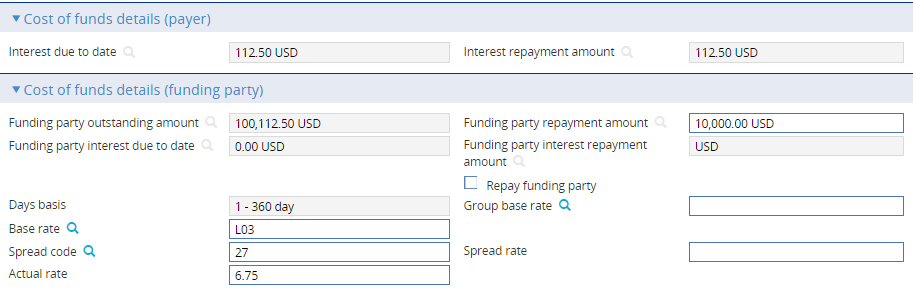 Cost of funds details (payer)
Interest due to date 112.50 USD Interest repayment amount 112.50 USD
Cost of funds details (funding party)
Funding party outstanding amount 100,112.50 USD Funding party repayment amount 10,000.00 USD
Funding party interest due to date 0.00 USD Funding party interest repayment USD
amount
Repay funding party
Days basis 1 - 360 day Group base rate
Base rate L03
Spread code 27 Spread rate
Actual rate 6.75